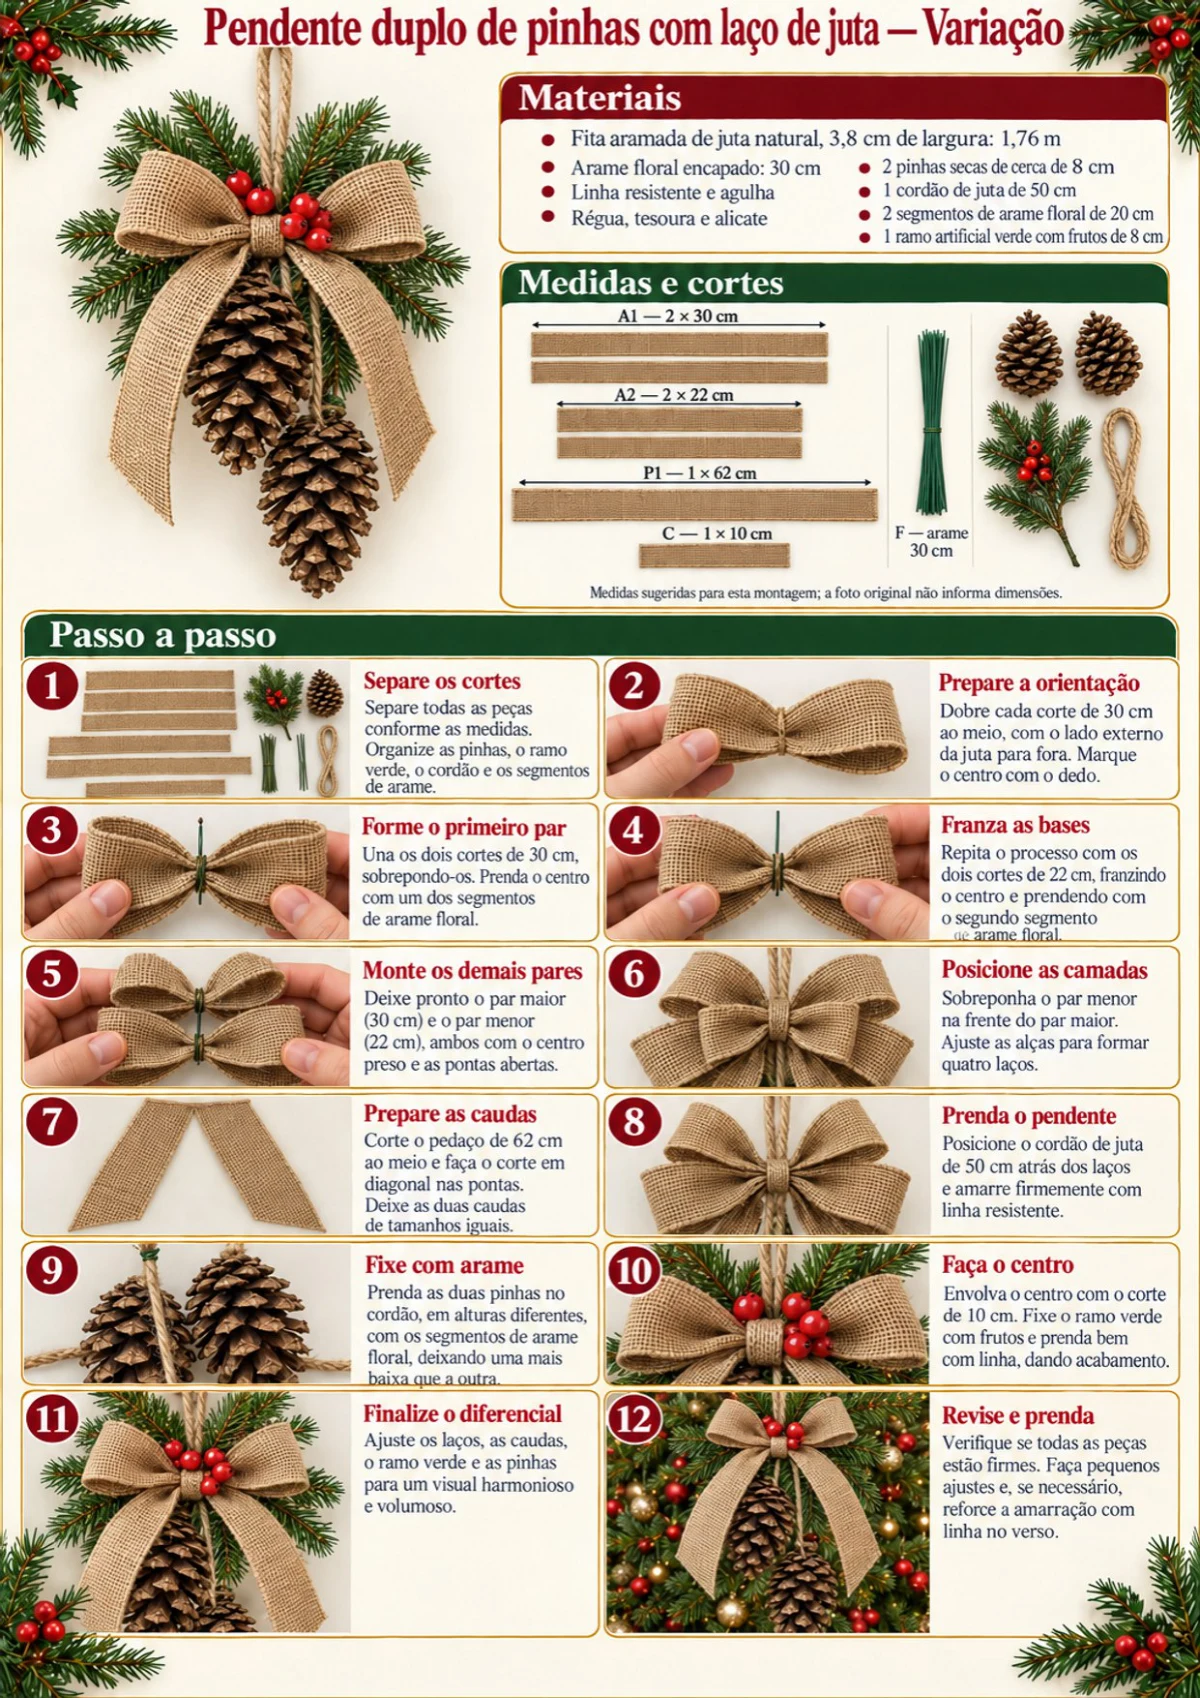 Pendente duplo de pinhas com laço de juta — Variação
Materiais
Fita aramada de juta natural, 3,8 cm de largura: 1,76 m
Arame floral encapado: 30 cm
Linha resistente e agulha
Régua, tesoura e alicate
2 pinhas secas de cerca de 8 cm
1 cordão de juta de 50 cm
2 segmentos de arame floral de 20 cm
1 ramo artificial verde com frutos de 8 cm
Medidas e cortes
A1 — 2 × 30 cm
A2 — 2 × 22 cm
P1 — 1 × 62 cm
C — 1 × 10 cm
F — arame
30 cm
Medidas sugeridas para esta montagem; a foto original não informa dimensões.
Passo a passo
1
Separe os cortes
Separe todas as peças
conforme as medidas.
Organize as pinhas, o ramo
verde, o cordão e os segmentos
de arame.
2
Prepare a orientação
Dobre cada corte de 30 cm
ao meio, com o lado externo
da juta para fora. Marque
o centro com o dedo.
3
Forme o primeiro par
Una os dois cortes de 30 cm,
sobrepondo-os. Prenda o centro
com um dos segmentos
de arame floral.
4
Franza as bases
Repita o processo com os
dois cortes de 22 cm, franzindo
o centro e prendendo com
o segundo segmento
de arame floral.
5
Monte os demais pares
Deixe pronto o par maior
(30 cm) e o par menor
(22 cm), ambos com o centro
preso e as pontas abertas.
6
Posicione as camadas
Sobreponha o par menor
na frente do par maior.
Ajuste as alças para formar
quatro laços.
7
Prepare as caudas
Corte o pedaço de 62 cm
ao meio e faça o corte em
diagonal nas pontas.
Deixe as duas caudas
de tamanhos iguais.
8
Prenda o pendente
Posicione o cordão de juta
de 50 cm atrás dos laços
e amarre firmemente com
linha resistente.
9
Fixe com arame
Prenda as duas pinhas no
cordão, em alturas diferentes,
com os segmentos de arame
floral, deixando uma mais
baixa que a outra.
10
Faça o centro
Envolva o centro com o corte
de 10 cm. Fixe o ramo verde
com frutos e prenda bem
com linha, dando acabamento.
11
Finalize o diferencial
Ajuste os laços, as caudas,
o ramo verde e as pinhas
para um visual harmonioso
e volumoso.
12
Revise e prenda
Verifique se todas as peças
estão firmes. Faça pequenos
ajustes e, se necessário,
reforce a amarração com
linha no verso.